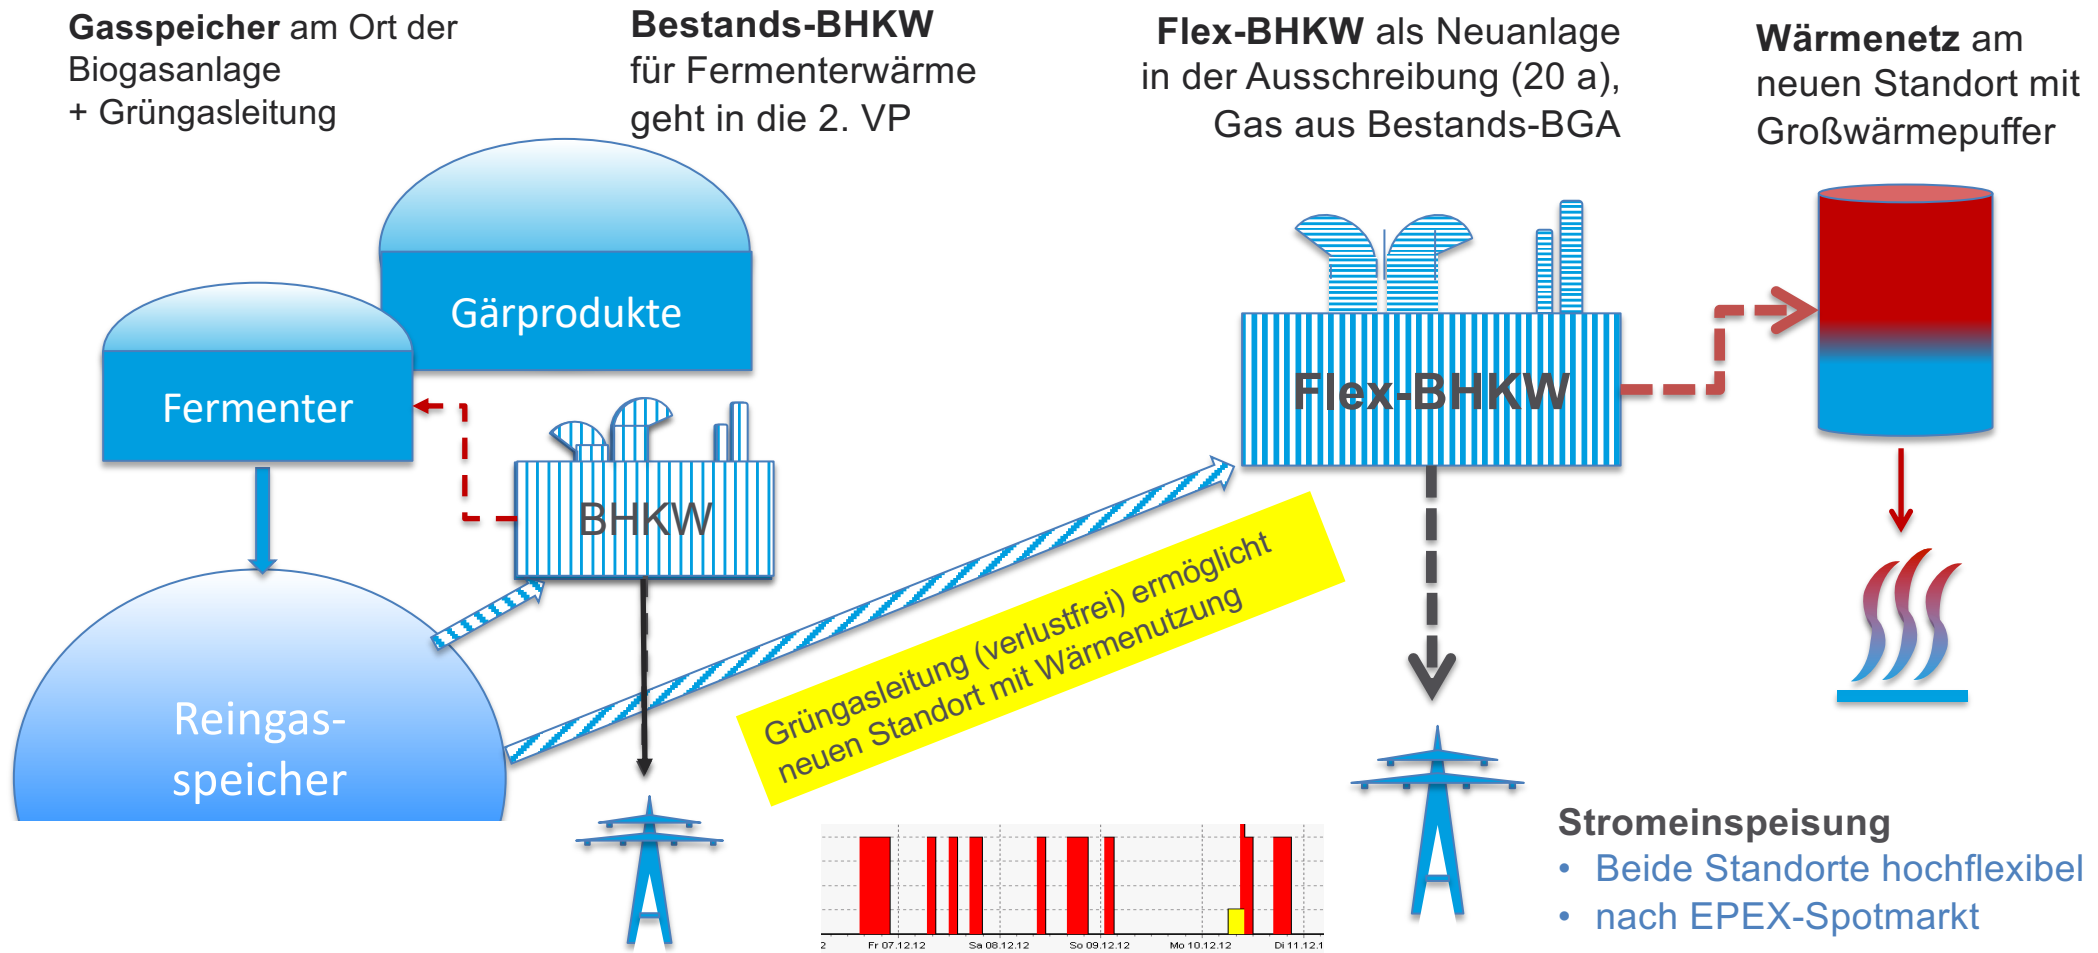 Gasspeicher am Ort der
Biogasanlage
+ Grüngasleitung
Bestands-BHKW
für Fermenterwärme
geht in die 2. VP
Flex-BHKW als Neuanlage
in der Ausschreibung (20 a),
Gas aus Bestands-BGA
Wärmenetz am
neuen Standort mit
Großwärmepuffer
Gärprodukte
Fermenter
BHKW
Flex-BHKW
Reingas-
speicher
Grüngasleitung (verlustfrei) ermöglicht
neuen Standort mit Wärmenutzung
2 Fr 07.12.12 Sa 08.12.12 So 09.12.12 Mo 10.12.12 Di 11.12.1
Stromeinspeisung
• Beide Standorte hochflexibel
• nach EPEX-Spotmarkt